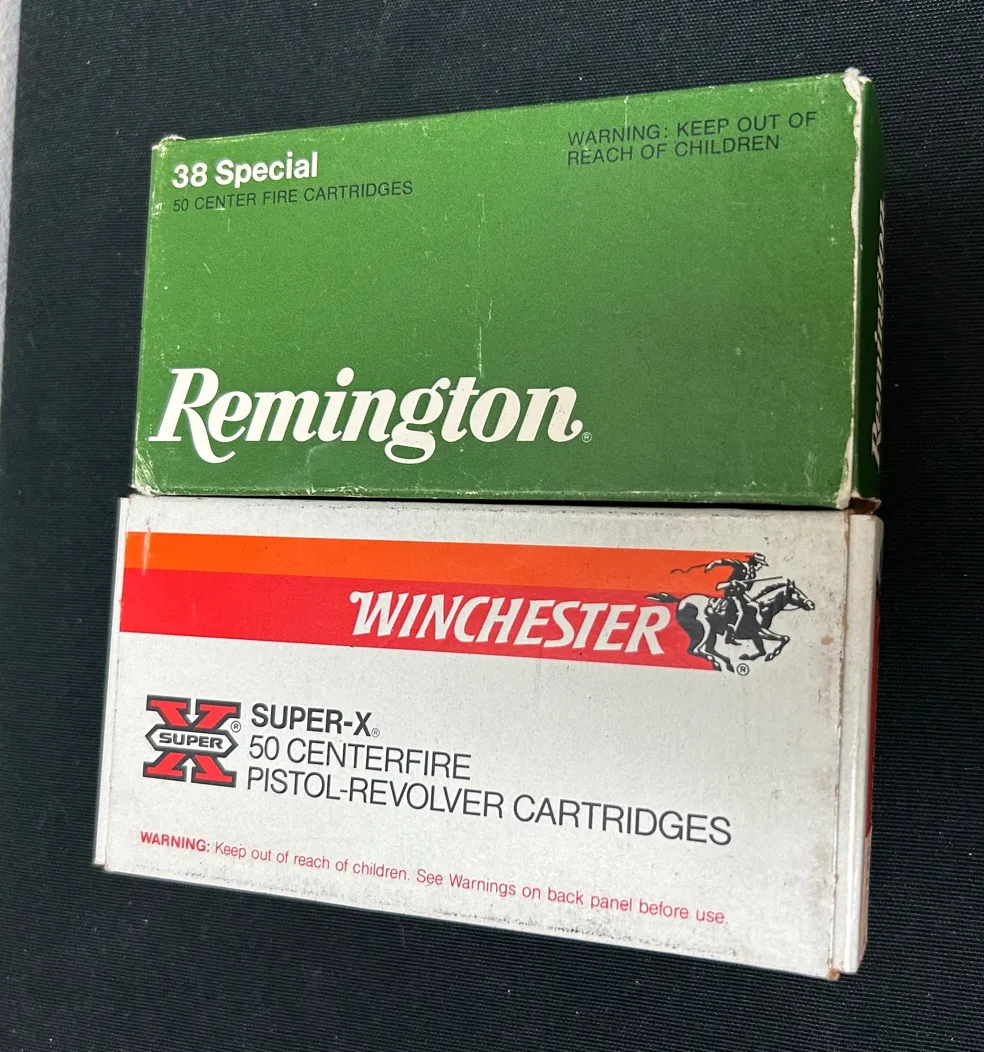 38 Special
50 CENTER FIRE CARTRIDGES
WARNING: KEEP OUT OF
REACH OF CHILDREN
Remington®
Remington
WINCHESTER®
X SUPER®
SUPER-X®
50 CENTERFIRE
PISTOL-REVOLVER CARTRIDGES
WARNING: Keep out of reach of children. See Warnings on back panel before use.